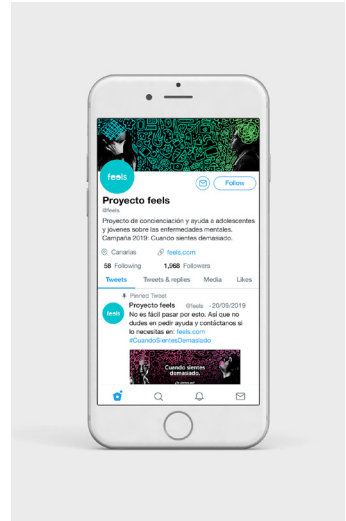 feels
Follow
Proyecto feels
@feels
Proyecto de concienciación y ayuda a adolescentes
y jóvenes sobre las enfermedades mentales.
Campaña 2019: Cuando sientes demasiado.
Canarias feels.com
58 Following 1,968 Followers
Tweets Tweets & replies Media Likes
Pinned Tweet
feels
Proyecto feels @feels · 20/09/2019
No es fácil pasar por esto. Así que no
dudes en pedir ayuda y contáctanos si
lo necesitas en: feels.com
#CuandoSientesDemasiado
Cuando sientes
demasiado.